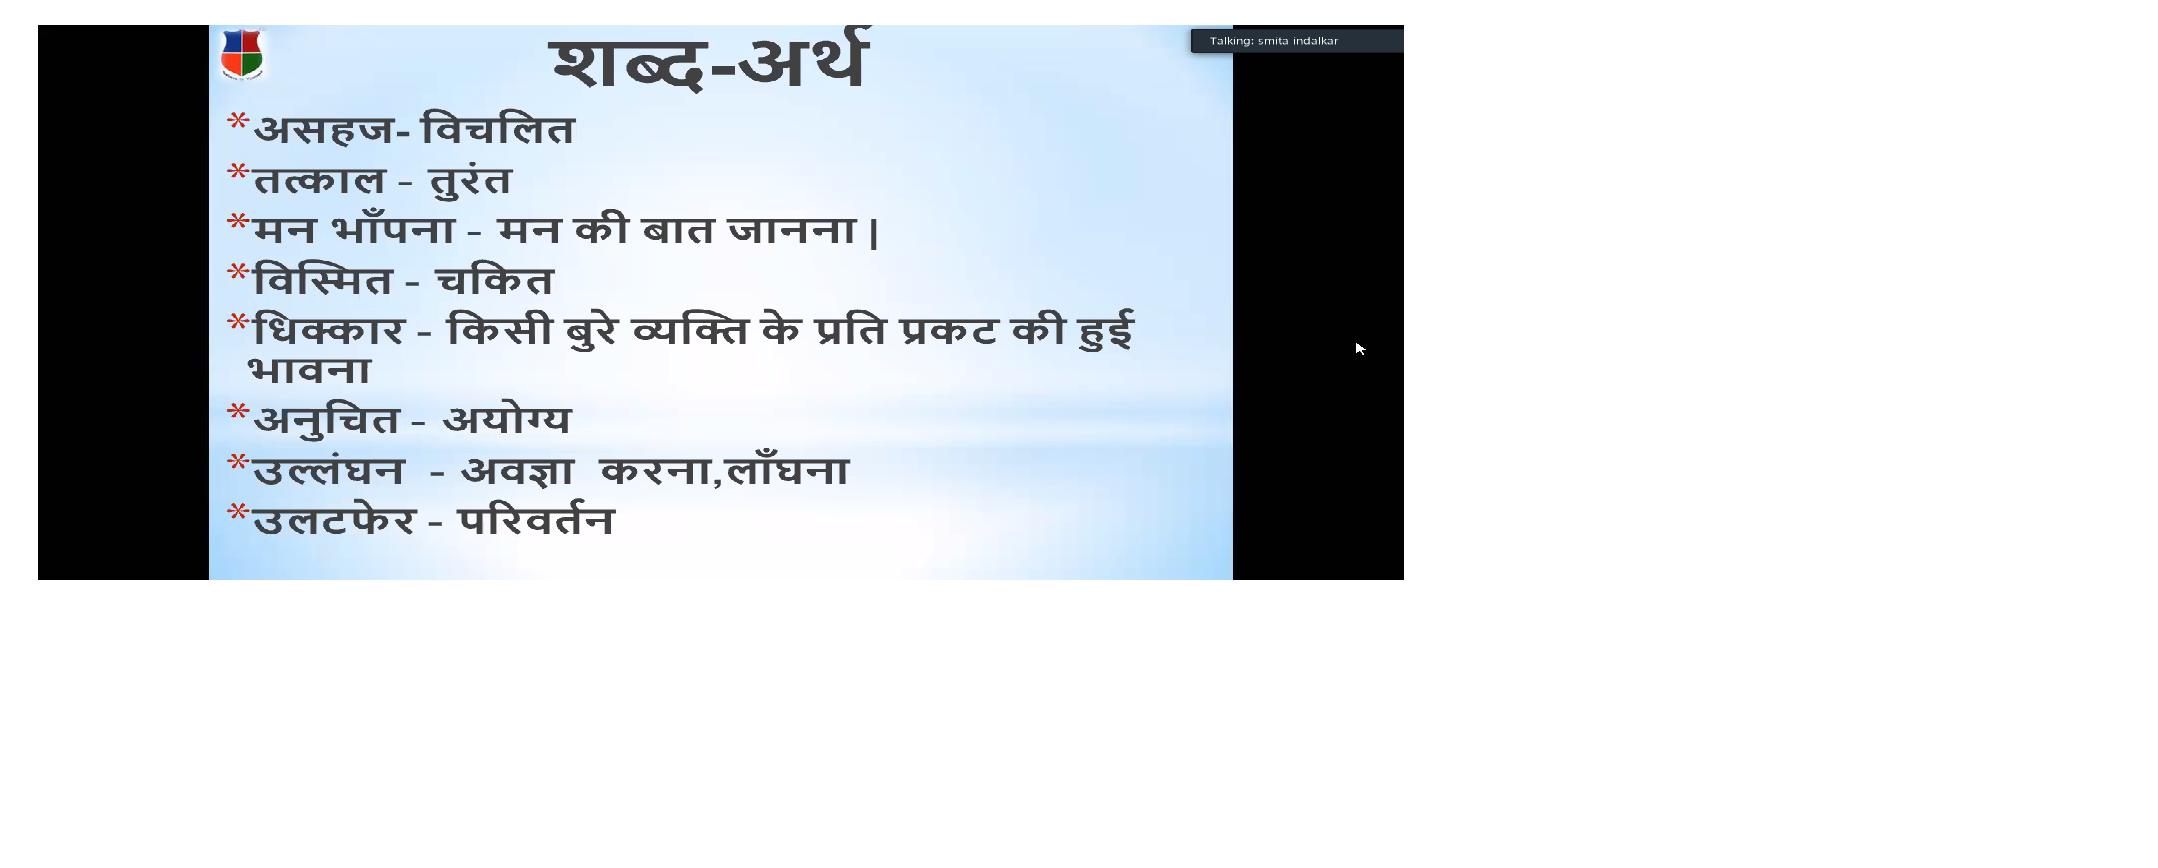 शब्द-अर्थ
Talking: smita indalkar
*असहज- विचलित
*तत्काल - तुरंत
*मन भाँपना - मन की बात जानना |
*विस्मित - चकित
*धिक्कार - किसी बुरे व्यक्ति के प्रति प्रकट की हुई
भावना
*अनुचित - अयोग्य
*उल्लंघन - अवज्ञा करना,लाँघना
*उलटफेर - परिवर्तन